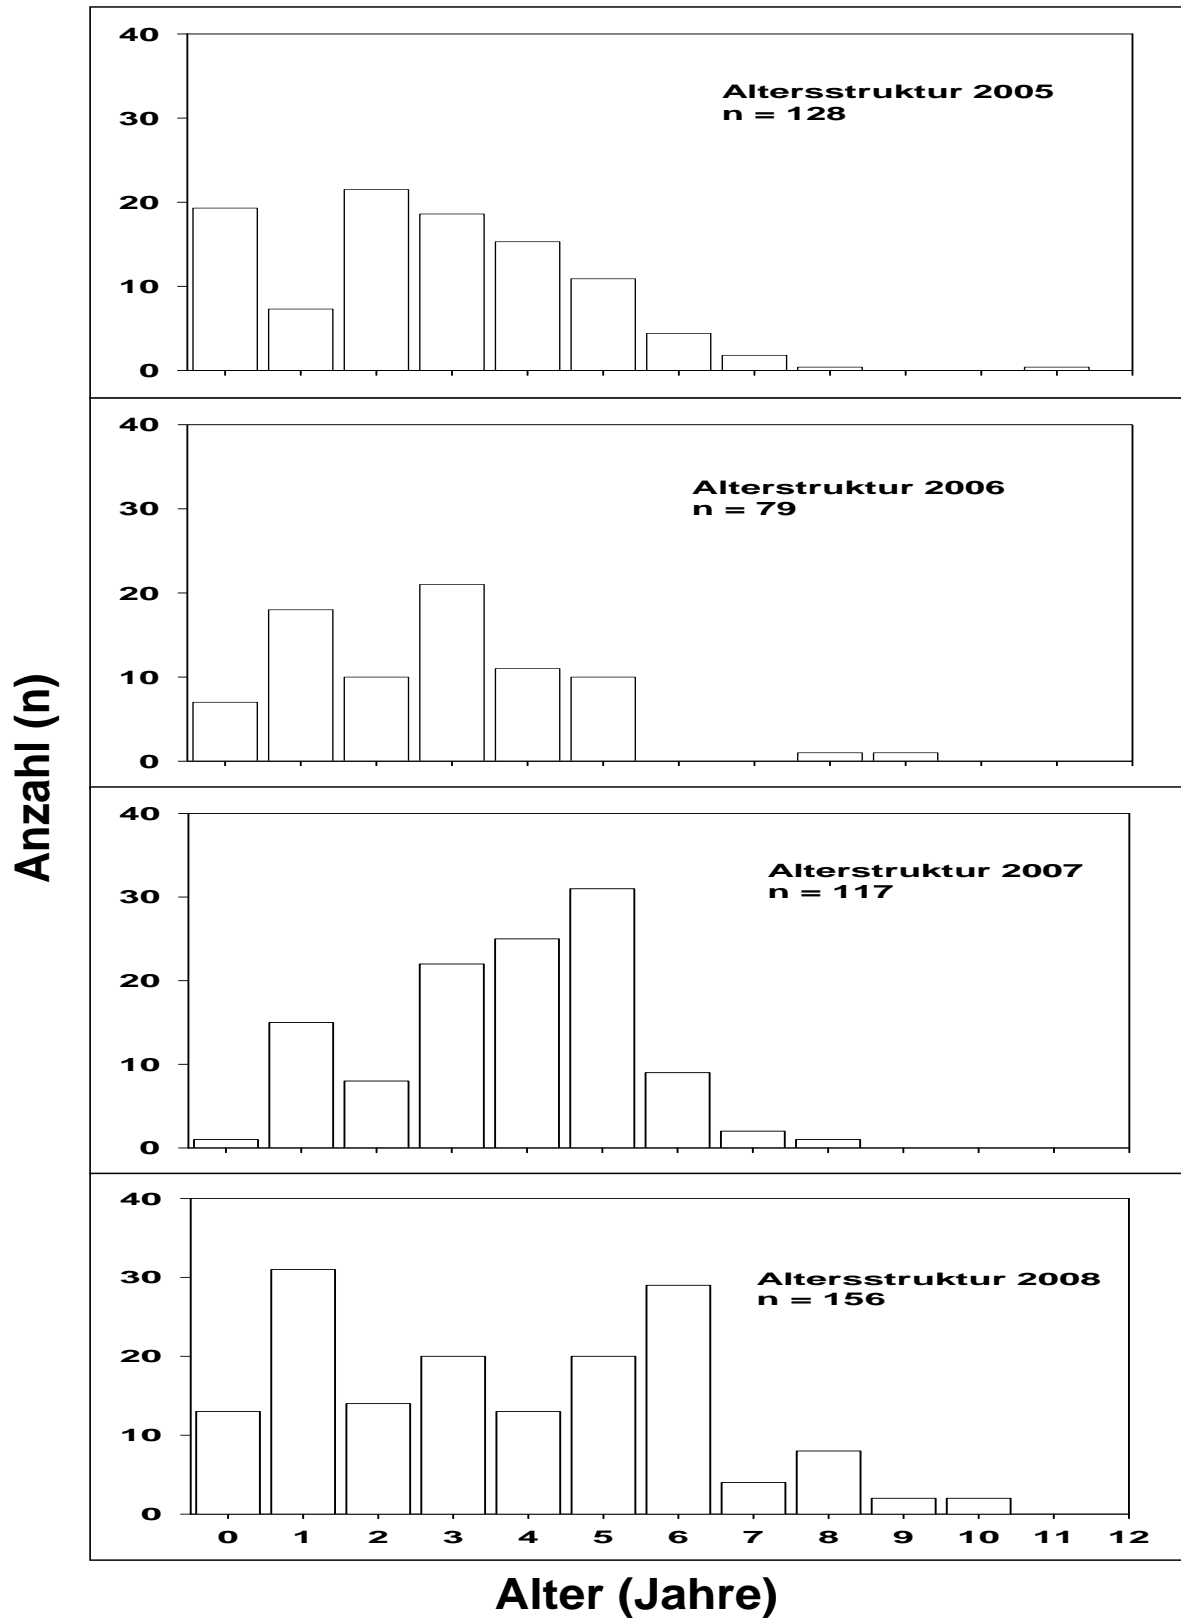 Anzahl (n)
40
30
20
10
0
Altersstruktur 2005
n = 128
40
30
20
10
0
Alterstruktur 2006
n = 79
40
30
20
10
0
Alterstruktur 2007
n = 117
40
30
20
10
0
Altersstruktur 2008
n = 156
0 1 2 3 4 5 6 7 8 9 10 11 12
Alter (Jahre)